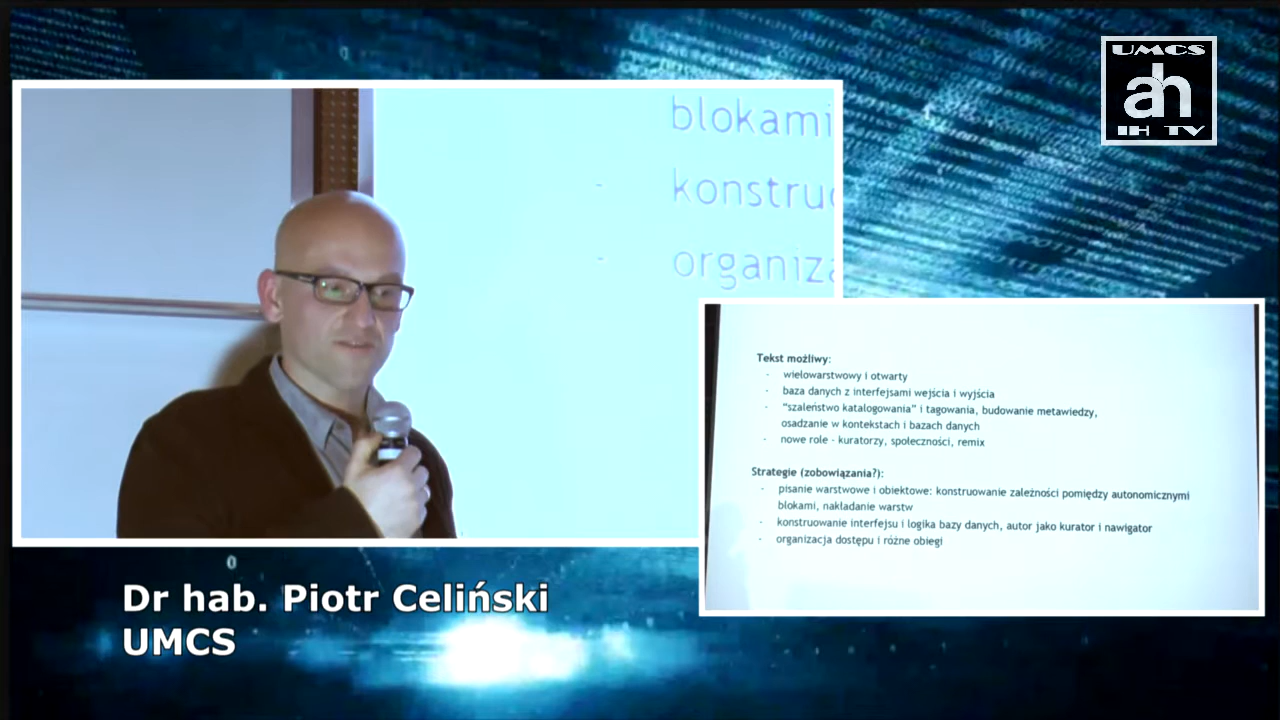 UMCS
ah
IH TV
blokami
-
konstruc
-
organiza
Tekst możliwy:
- wielowarstwowy i otwarty
- baza danych z interfejsami wejścia i wyjścia
- "szaleństwo katalogowania" i tagowania, budowanie metawiedzy,
osadzanie w kontekstach i bazach danych
- nowe role - kuratorzy, społeczności, remix
Strategie (zobowiązania?):
- pisanie warstwowe i obiektowe: konstruowanie zależności pomiędzy autonomicznymi
blokami, nakładanie warstw
- konstruowanie interfejsu i logika bazy danych, autor jako kurator i nawigator
- organizacja dostępu i różne obiegi
Dr hab. Piotr Celiński
UMCS